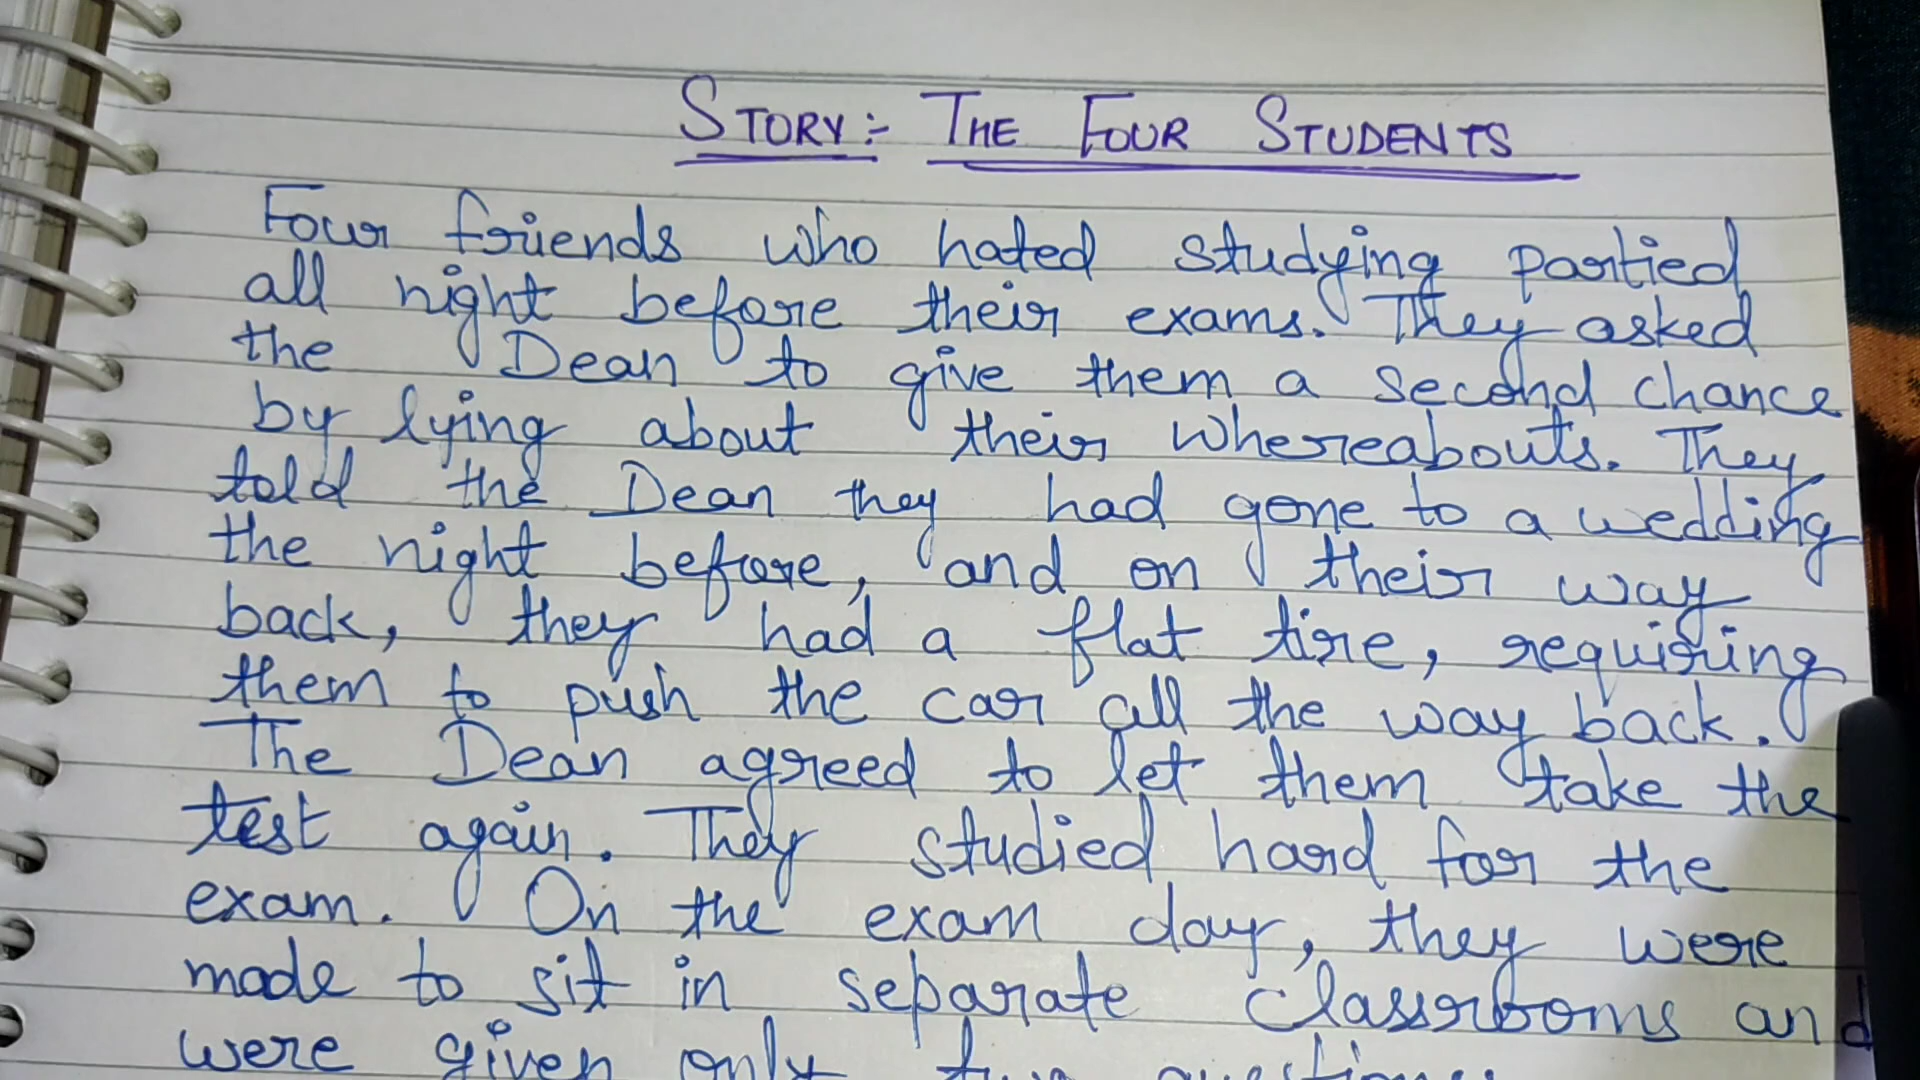 STORY:- THE FOUR STUDENTS
Four friends who hated studying partied
all night before their exams. They asked
the Dean to give them a second chance
by lying about their whereabouts. They
told the Dean they had gone to a wedding
the night before, and on their way
back, they had a flat tire, requiring
them to push the car all the way back.
The Dean agreed to let them take the
test again. They studied hard for the
exam. On the exam day, they were
made to sit in separate classrooms and
were given only two questions